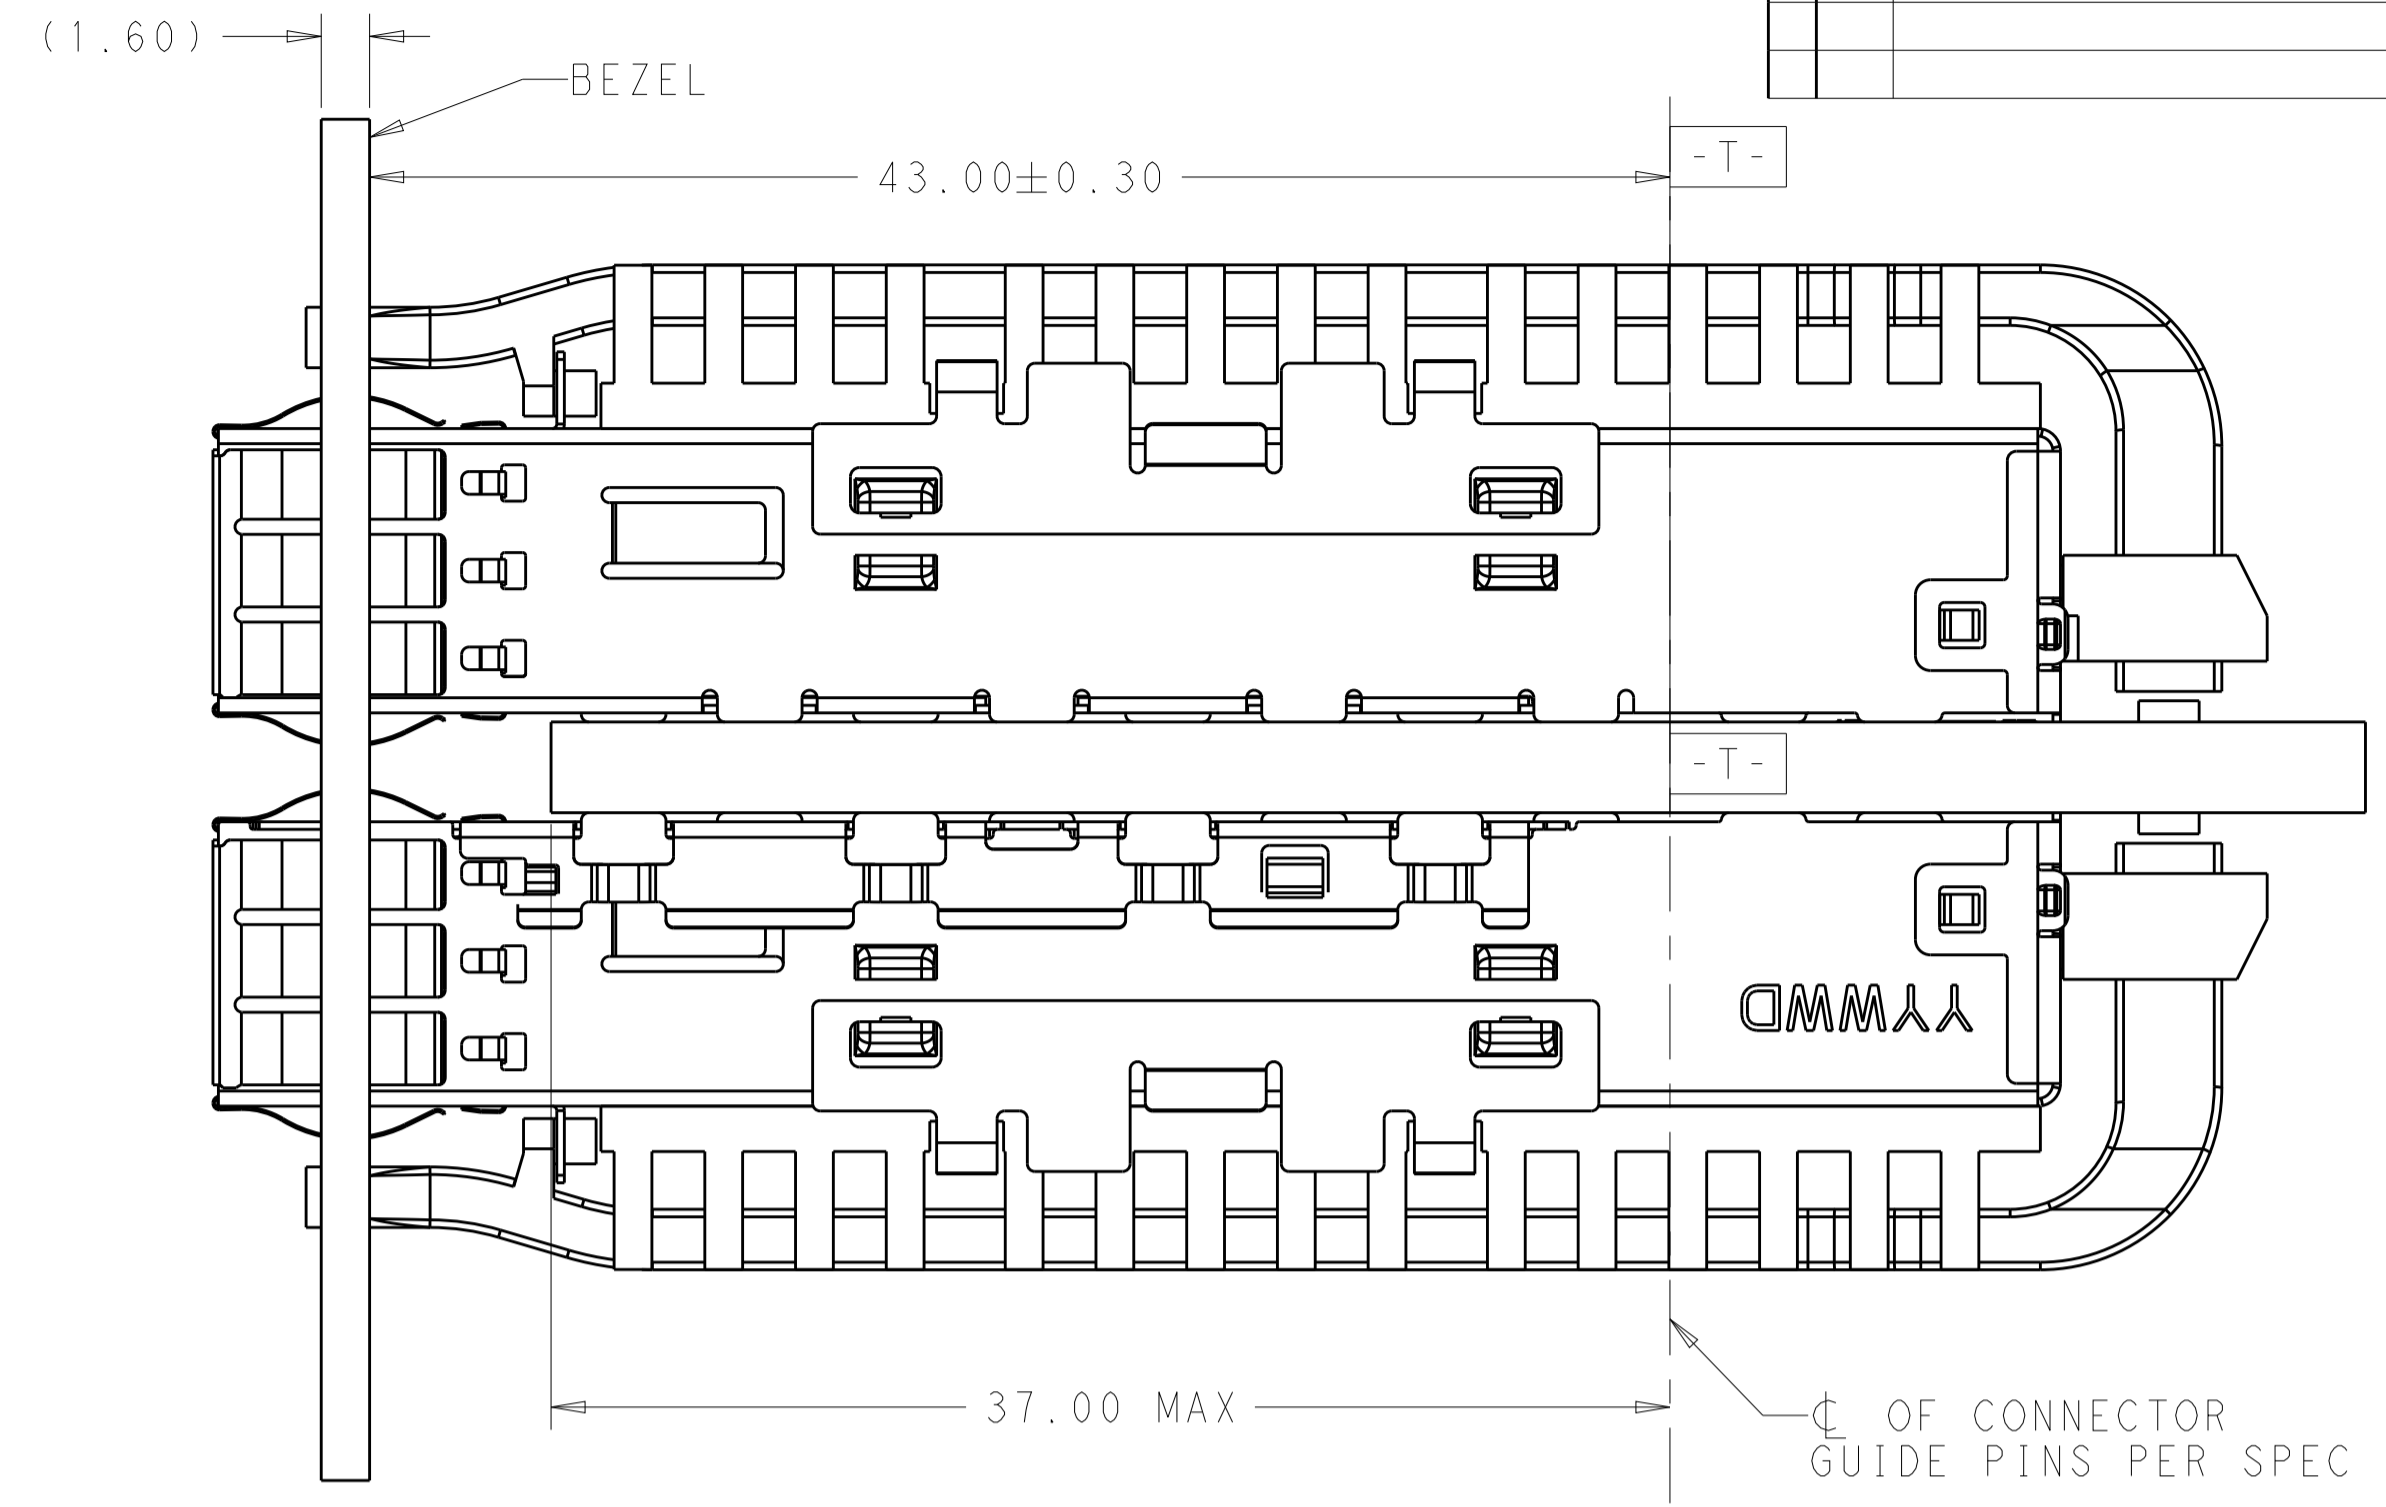 (1.60)
BEZEL
-T-
43.00±0.30
-T-
YYWWD
37.00 MAX
℄ OF CONNECTOR
GUIDE PINS PER SPEC